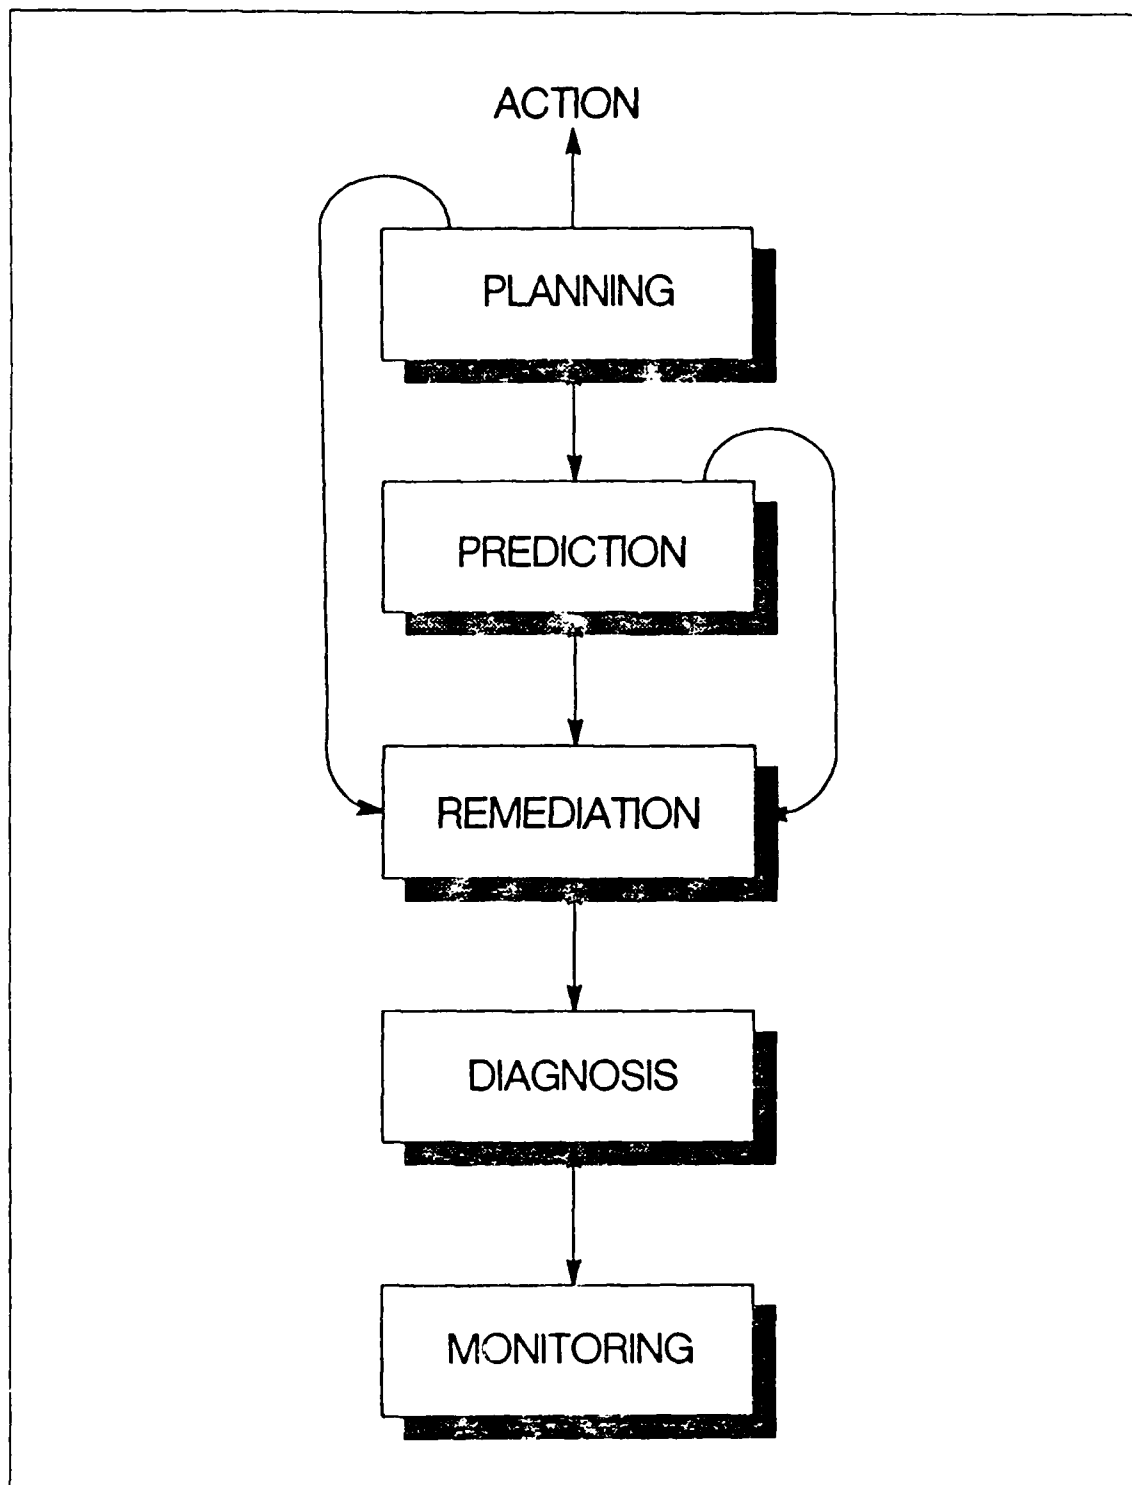 ACTION
PLANNING
PREDICTION
REMEDIATION
DIAGNOSIS
MONITORING